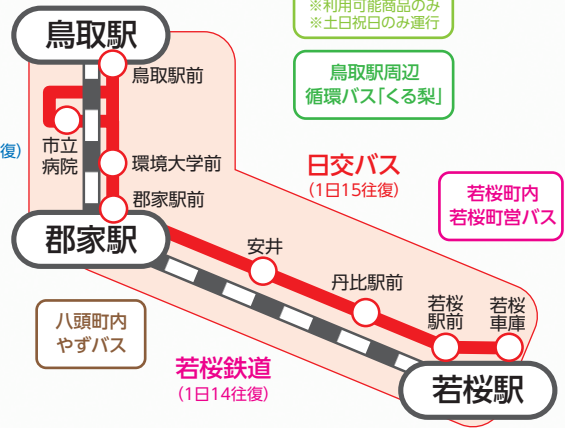 ※利用可能商品のみ
※土日祝日のみ運行
鳥取駅
鳥取駅前
鳥取駅周辺
循環バス「くる梨」
復)
市立
病院
環境大学前
日交バス
(1日15往復)
郡家駅前
若桜町内
若桜町営バス
郡家駅
安井
丹比駅前
八頭町内
やずバス
若桜
駅前
若桜
車庫
若桜鉄道
(1日14往復)
若桜駅